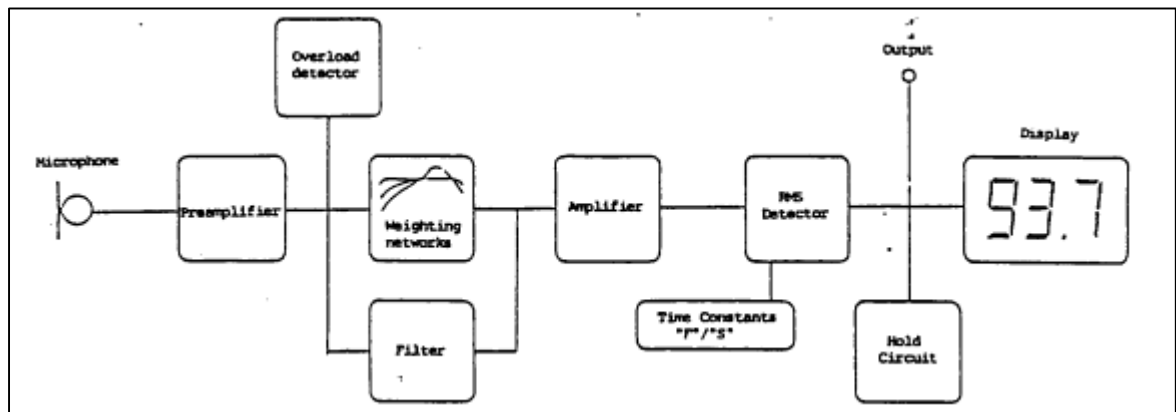 Overload
detector
Output
Display
Microphone
Preamplifier
Weighting
networks
Amplifier
RMS
Detector
93.7
Time Constants
"F"/"S"
Filter
Hold
Circuit